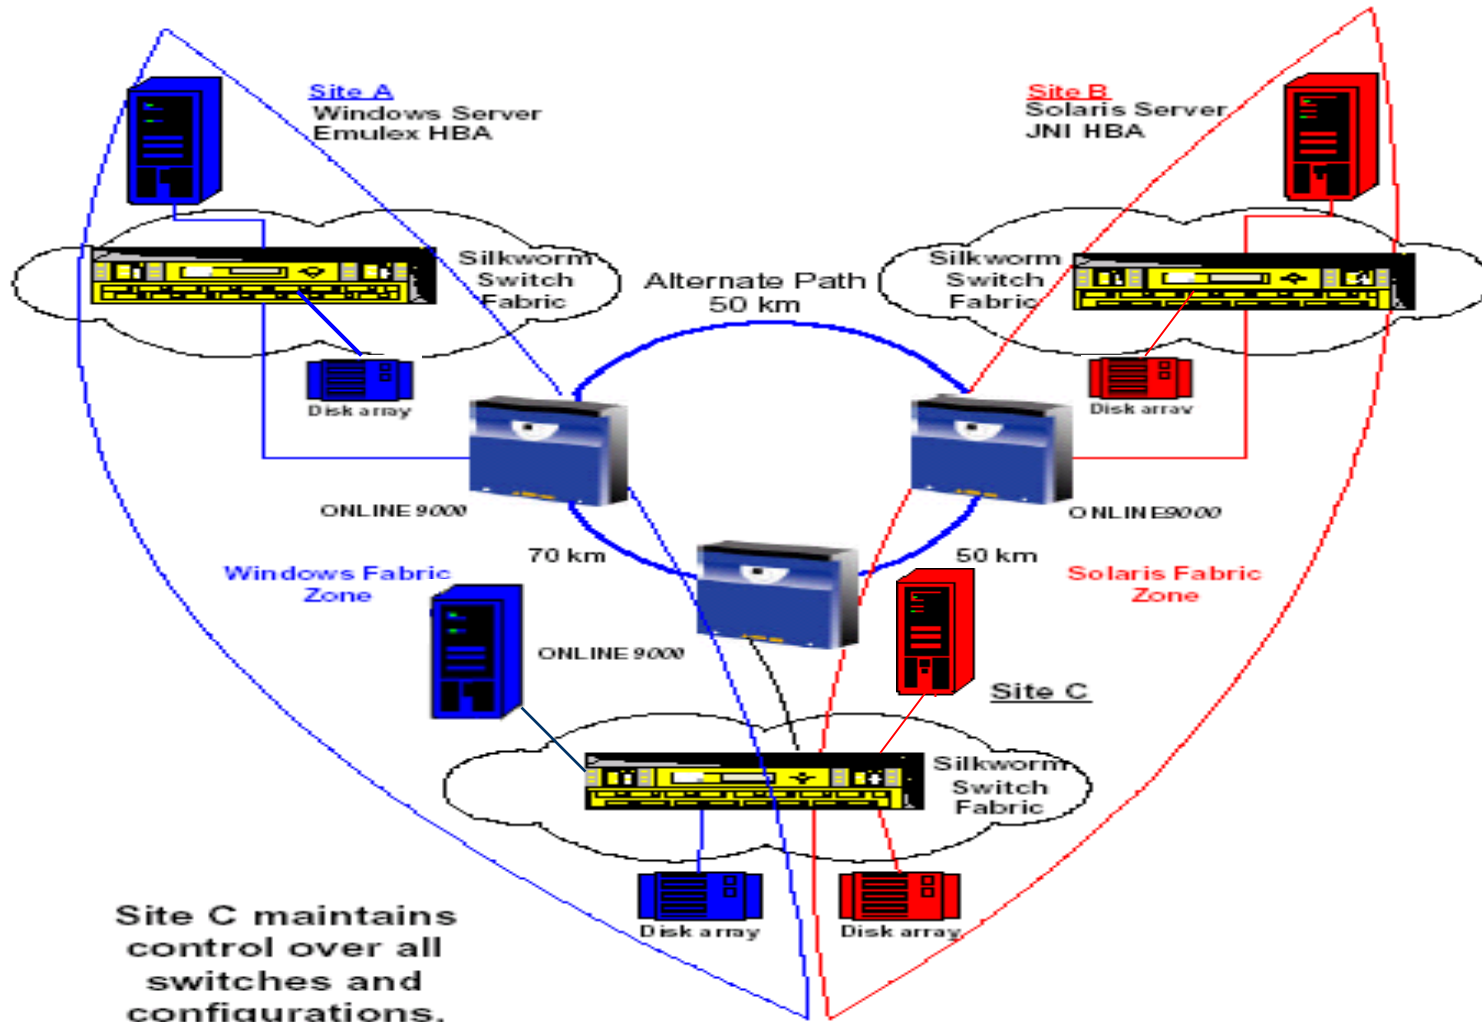 Site A
Windows Server
Emulex HBA
Site B
Solaris Server
JNI HBA
Silkworm
Switch
Fabric
Alternate Path
50 km
Silkworm
Switch
Fabric
Disk array
Disk array
ONLINE 9000
ONLINE9000
70 km
50 km
Windows Fabric
Zone
Solaris Fabric
Zone
ONLINE 9000
Site C
Silkworm
Switch
Fabric
Disk array
Disk array
Site C maintains
control over all
switches and
configurations.